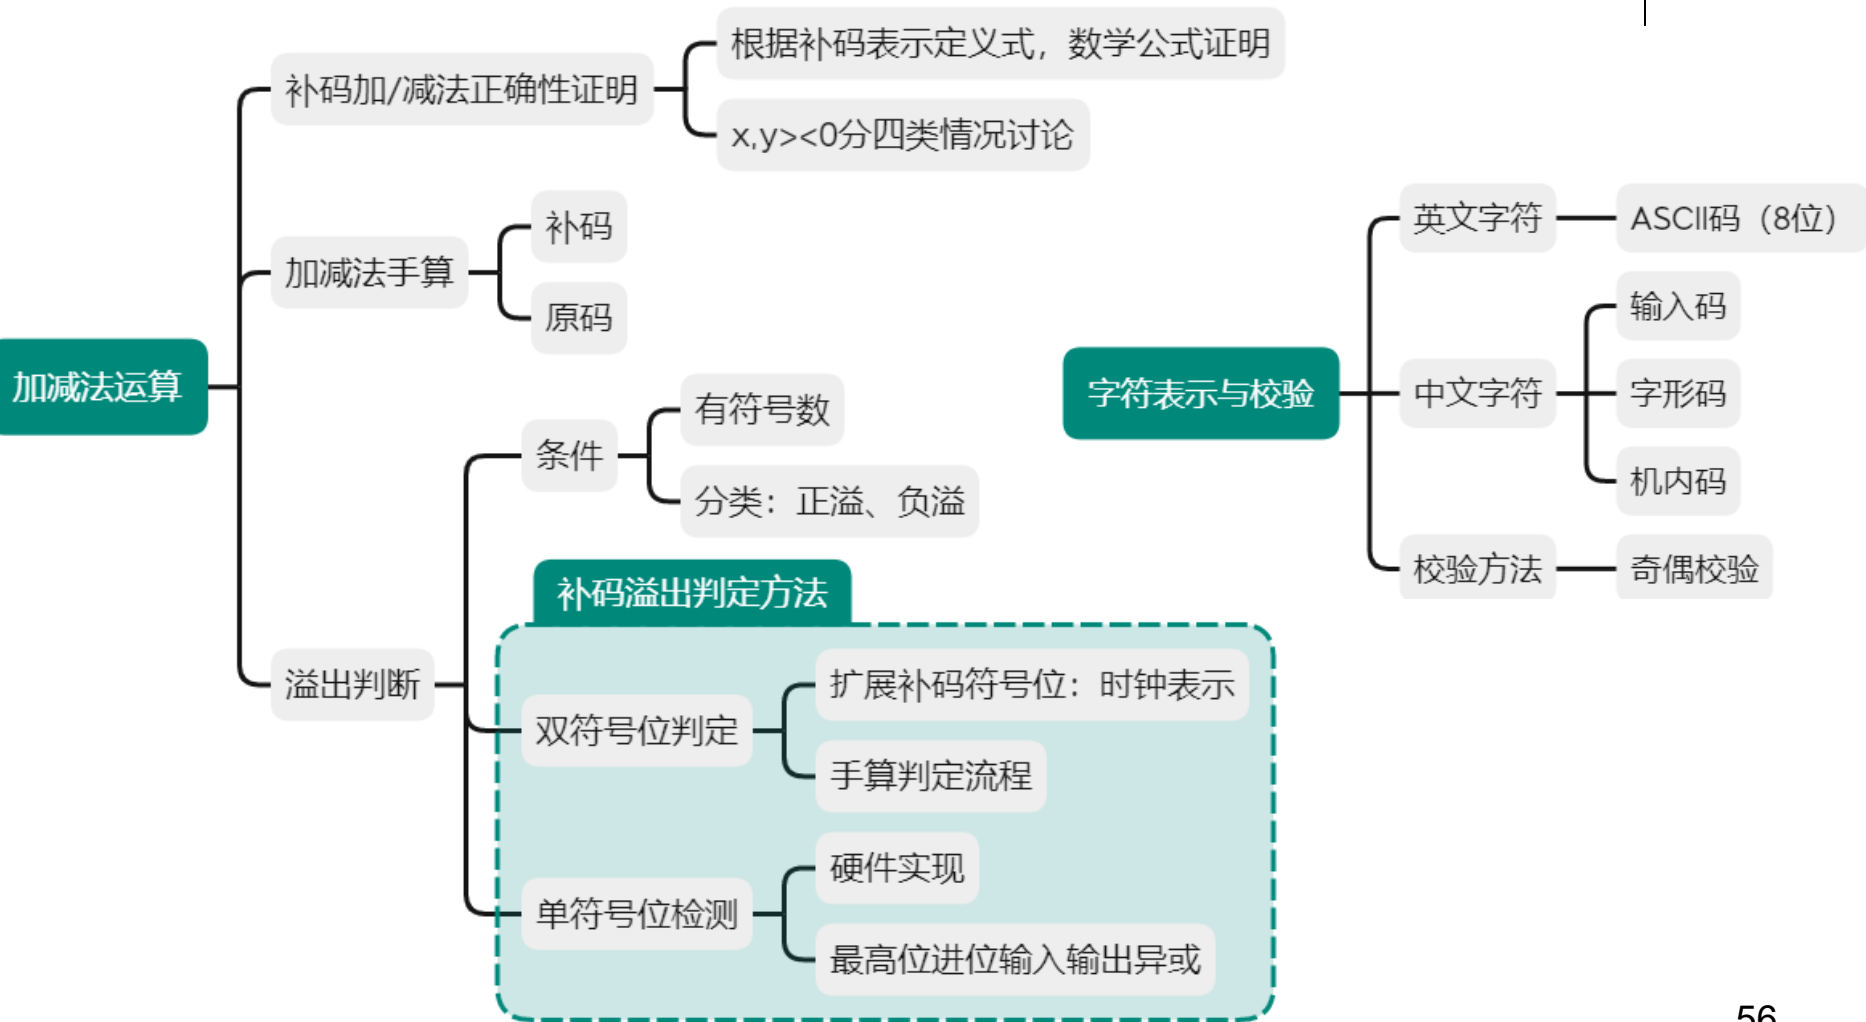 加减法运算
补码加/减法正确性证明
根据补码表示定义式，数学公式证明
x,y><0分四类情况讨论
加减法手算
补码
原码
溢出判断
条件
有符号数
分类：正溢、负溢
补码溢出判定方法
双符号位判定
扩展补码符号位：时钟表示
手算判定流程
单符号位检测
硬件实现
最高位进位输入输出异或
字符表示与校验
英文字符
ASCII码（8位）
中文字符
输入码
字形码
机内码
校验方法
奇偶校验
56